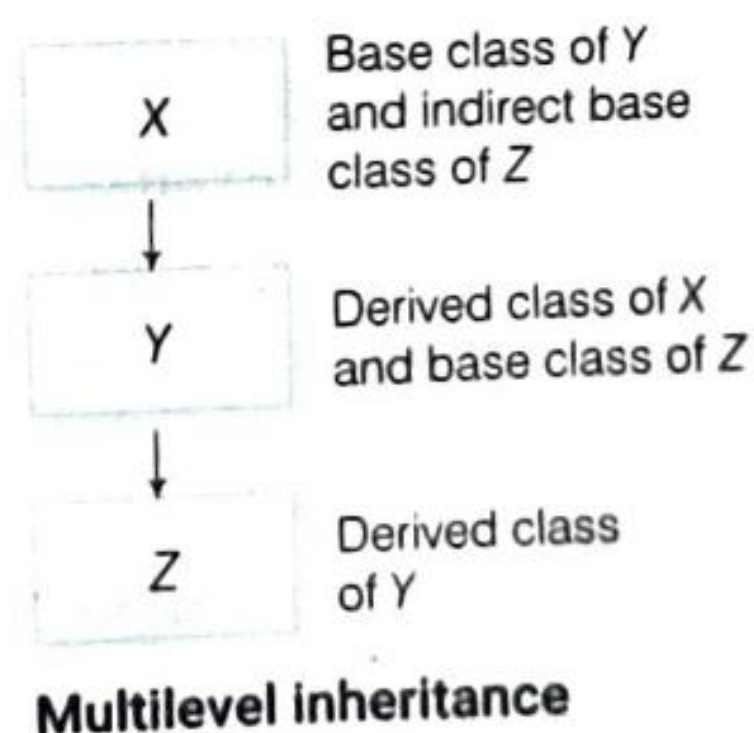 X
Base class of Y
and indirect base
class of Z
Y
Derived class of X
and base class of Z
Z
Derived class
of Y
Multilevel inheritance